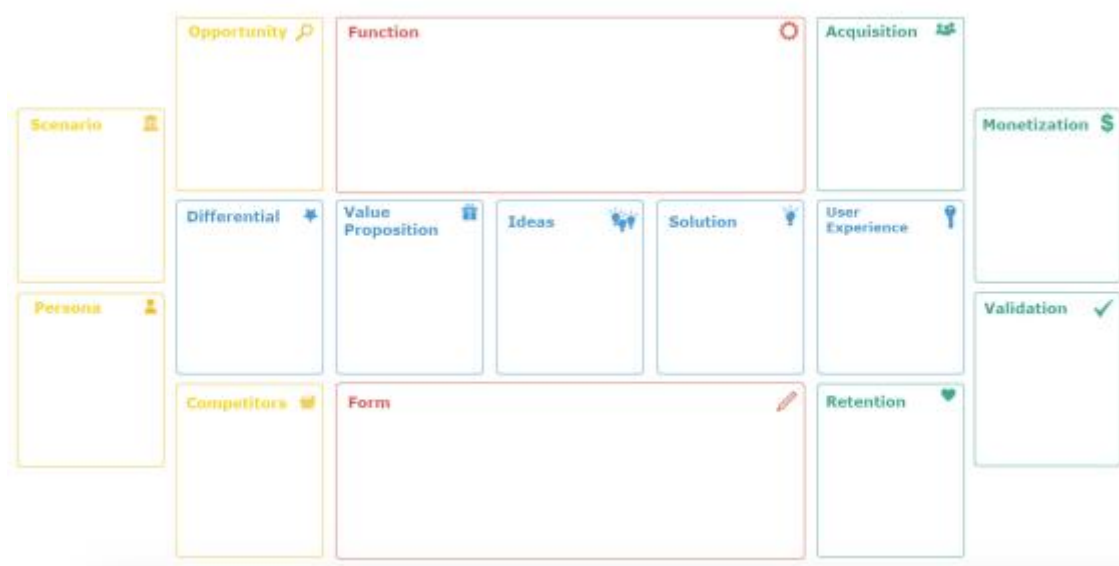 Opportunity
Function
Acquisition
Scenario
Monetization $
Differential
Value
Proposition
Ideas
Solution
User
Experience
Persona
Validation
Competitors
Form
Retention